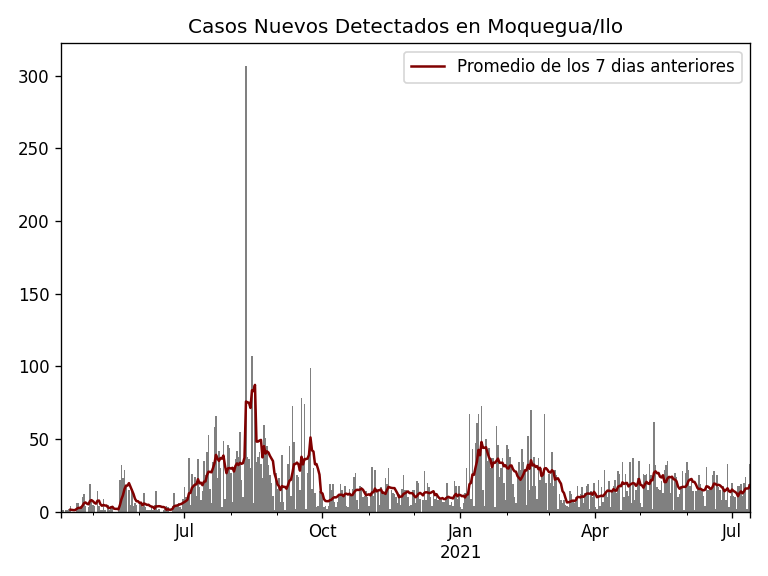 Casos Nuevos Detectados en Moquegua/Ilo
Promedio de los 7 dias anteriores
300
250
200
150
100
50
0
Jul
Oct
Jan
2021
Apr
Jul